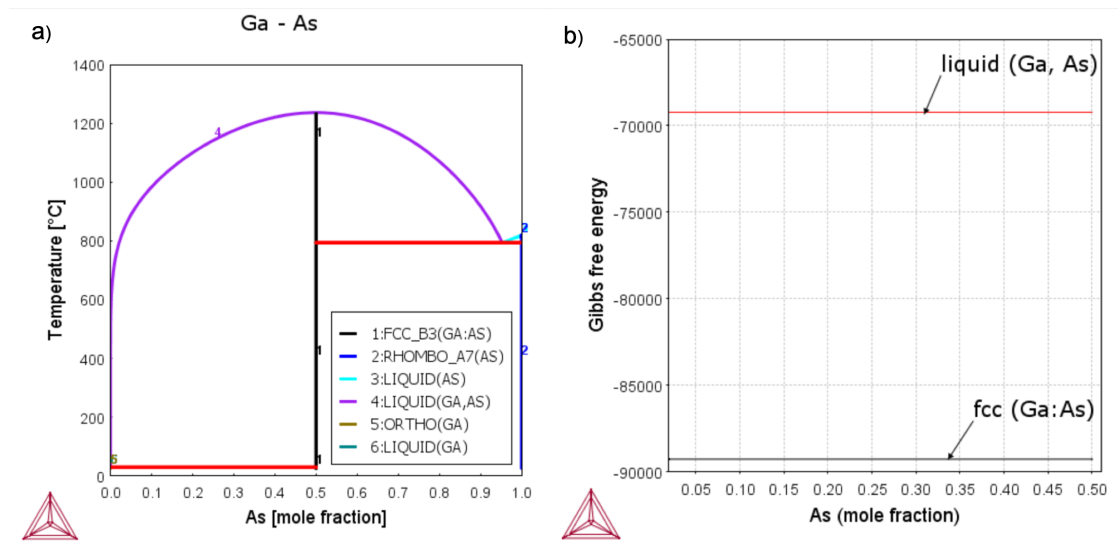 a)
Ga - As
Temperature [°C]
1400
1200
1000
800
600
400
200
0
4
1
1
1
2
2
5
1:FCC_B3(GA:AS)
2:RHOMBO_A7(AS)
3:LIQUID(AS)
4:LIQUID(GA,AS)
5:ORTHO(GA)
6:LIQUID(GA)
0.0 0.1 0.2 0.3 0.4 0.5 0.6 0.7 0.8 0.9 1.0
As [mole fraction]
b)
Gibbs free energy
-65000
-70000
-75000
-80000
-85000
-90000
liquid (Ga, As)
fcc (Ga:As)
0.05 0.10 0.15 0.20 0.25 0.30 0.35 0.40 0.45 0.50
As (mole fraction)